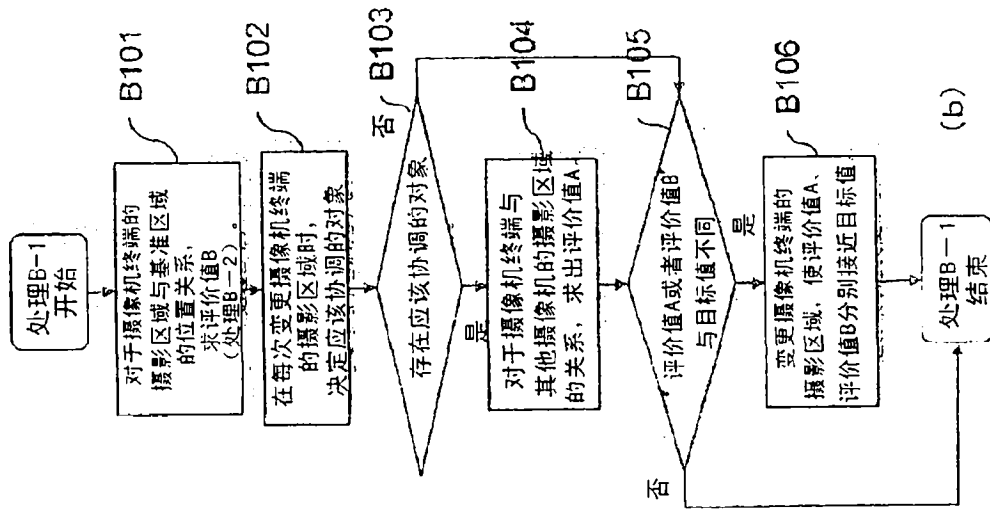 处理B-1
开始
对于摄像机终端的
摄影区域与基准区域
的位置关系,
求评价值B
(处理B-2)。
B101
在每次变更摄像机终端
的摄影区域时,
决定应该协调的对象
B102
存在应该协调的对象
B103
否
是
对于摄像机终端与
其他摄像机的摄影区域
的关系, 求出评价值A、
B104
评价值A或者评价值B
与目标值不同
B105
是
否
变更摄像机终端的
摄影区域, 使评价值A、
评价值B分别接近目标值
B106
处理B-1
结束
(b)